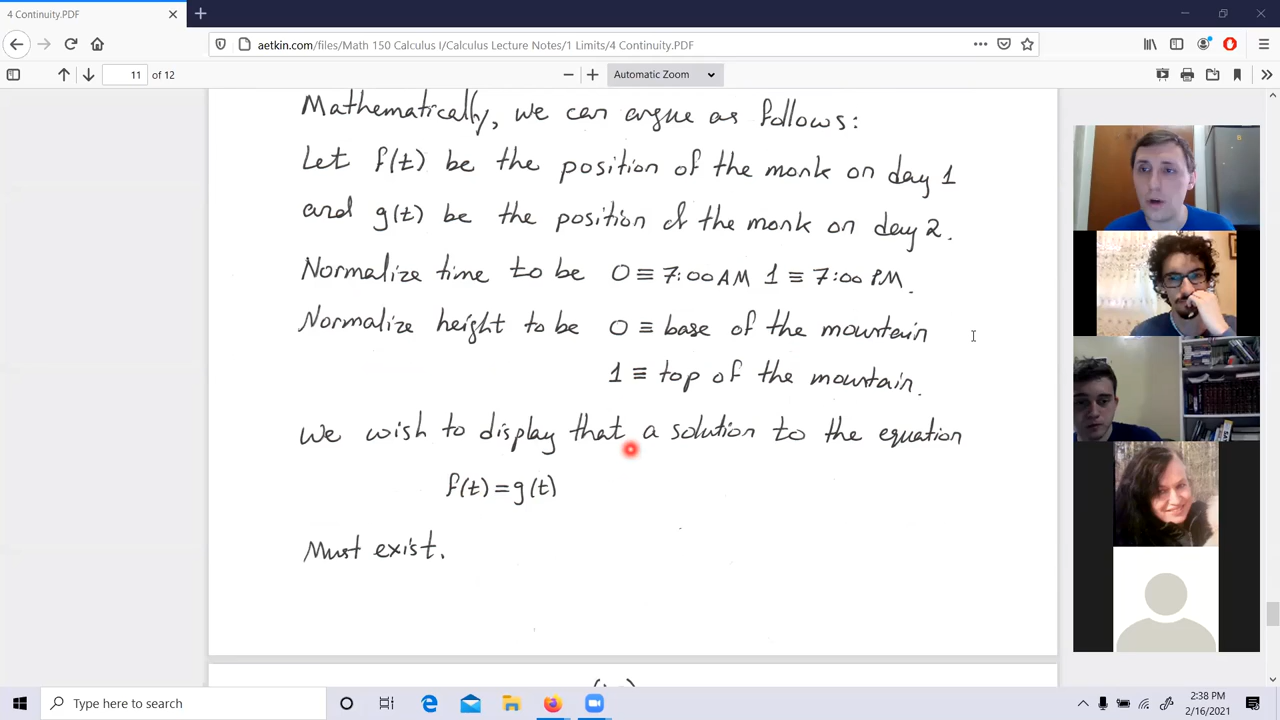 4 Continuity.PDF
aetkin.com/files/Math 150 Calculus I/Calculus Lecture Notes/1 Limits/4 Continuity.PDF
11 of 12
Automatic Zoom
Mathematically, we can argue as follows:
Let f(t) be the position of the monk on day 1
and g(t) be the position of the monk on day 2.
Normalize time to be 0 ≡ 7:00 AM 1 ≡ 7:00 PM.
Normalize height to be 0 ≡ base of the mountain
1 ≡ top of the mountain.
We wish to display that a solution to the equation
f(t) = g(t)
Must exist.
Type here to search
2:38 PM
2/16/2021